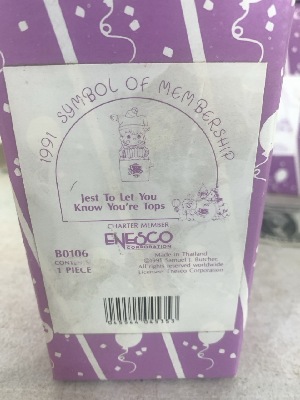 1991 SYMBOL OF MEMBERSHIP
Jest To Let You
Know You're Tops
CHARTER MEMBER
ENESCO
CORPORATION
B0106
CONTENTS:
1 PIECE
Made in Thailand
©1991 Samuel J. Butcher
All rights reserved worldwide
Licensee Enesco Corporation